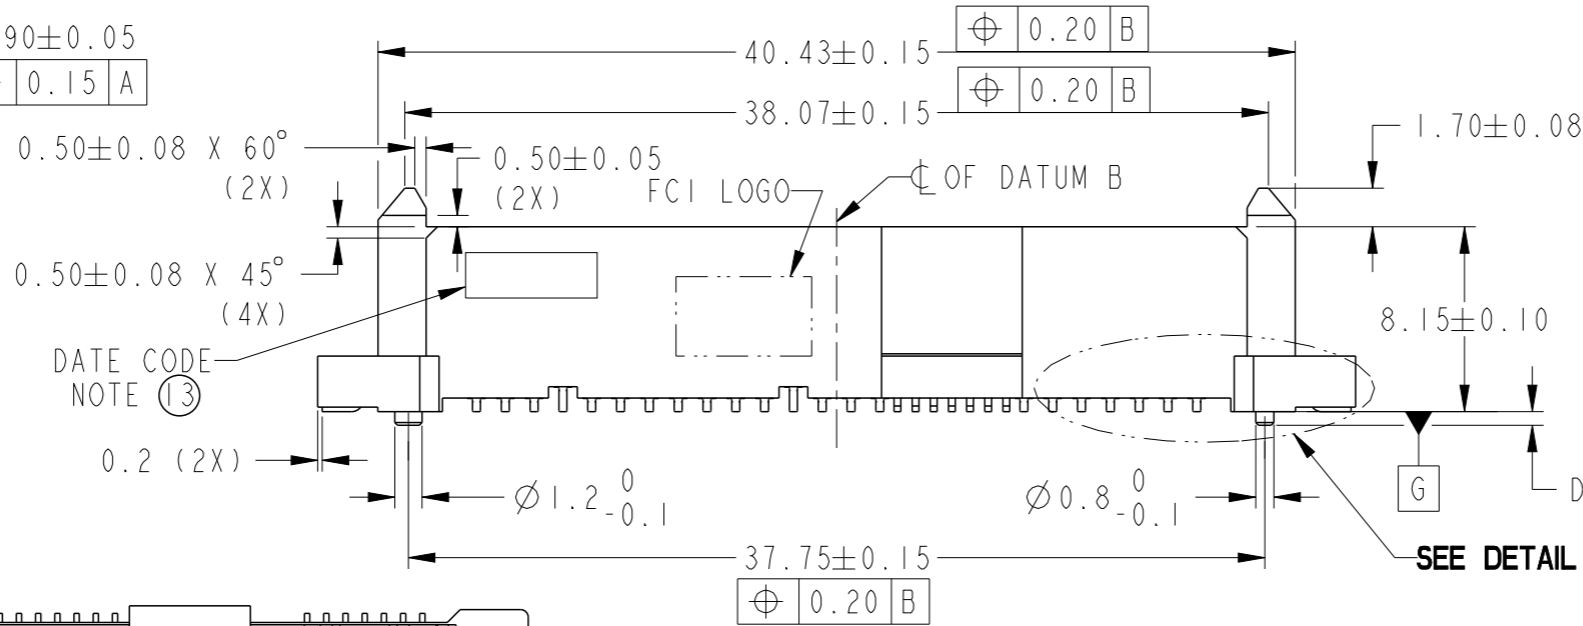 90±0.05
0.15 A
40.43±0.15
⌖ 0.20 B
38.07±0.15
⌖ 0.20 B
1.70±0.08
0.50±0.08 X 60°
(2X)
0.50±0.05
(2X)
FCI LOGO
℄ OF DATUM B
0.50±0.08 X 45°
(4X)
8.15±0.10
DATE CODE
NOTE 13
0.2 (2X)
Ø1.2 0
-0.1
Ø0.8 0
-0.1
G
D
SEE DETAIL
37.75±0.15
⌖ 0.20 B